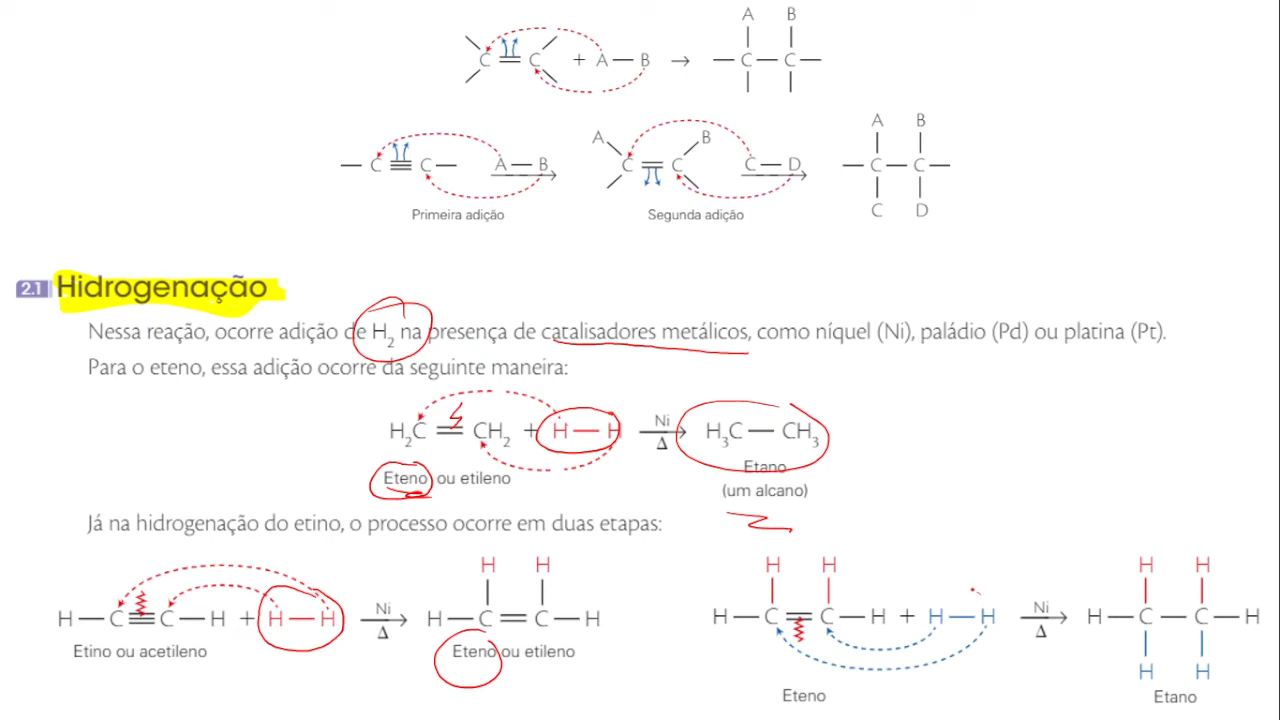 A B
C = C + A — B → — C — C —
A B A B
— C ≡ C — A — B C = C C — D — C — C —
Primeira adição Segunda adição C D
2.1 Hidrogenação
Nessa reação, ocorre adição de H₂ na presença de catalisadores metálicos, como níquel (Ni), paládio (Pd) ou platina (Pt).
Para o eteno, essa adição ocorre da seguinte maneira:
H₂C = CH₂ + H — H Ni Δ H₃C — CH₃
Eteno ou etileno Etano
(um alcano)
Já na hidrogenação do etino, o processo ocorre em duas etapas:
H H H H H H
H — C ≡ C — H + H — H Ni Δ H — C = C — H H — C = C — H + H — H Ni Δ H — C — C — H
Etino ou acetileno Eteno ou etileno H H
Eteno Etano